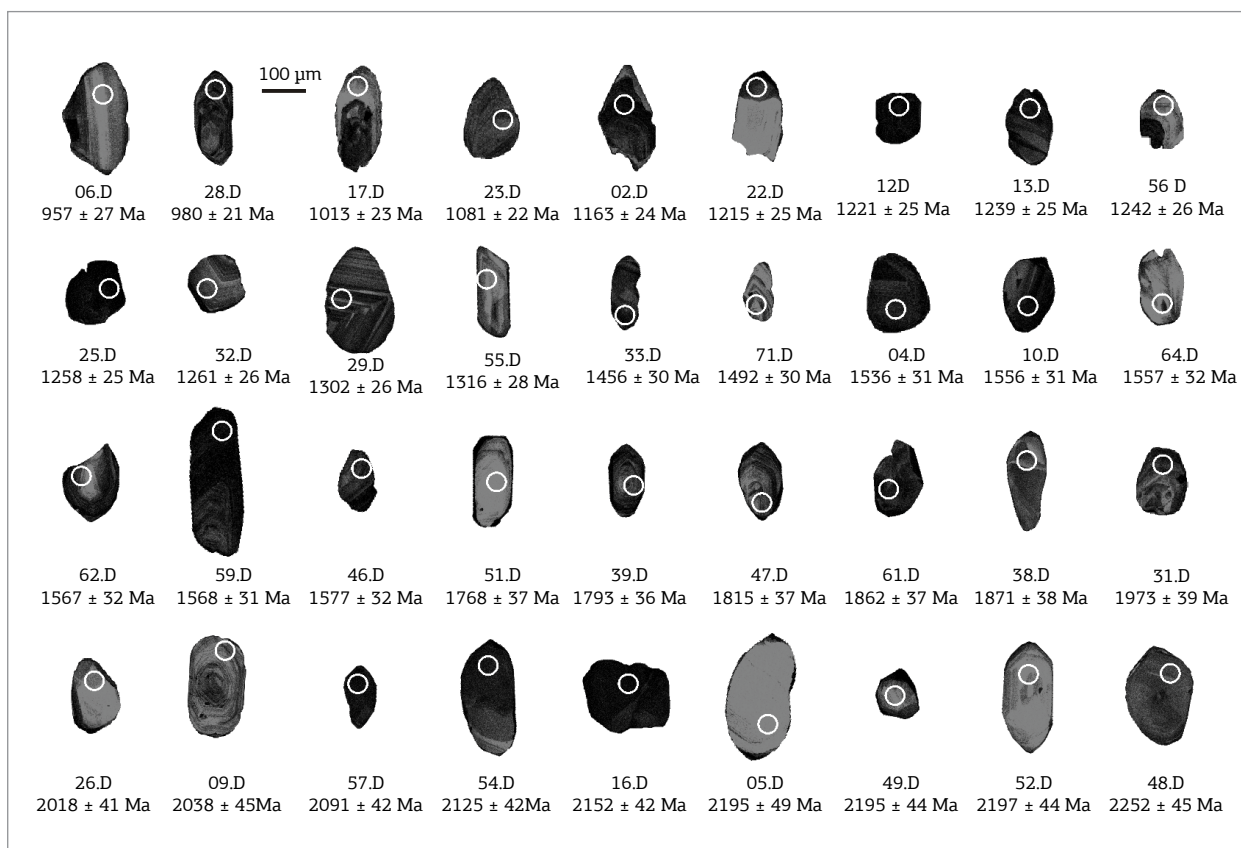 100 µm
06.D 28.D 17.D 23.D 02.D 22.D 12D 13.D 56 D
957 ± 27 Ma 980 ± 21 Ma 1013 ± 23 Ma 1081 ± 22 Ma 1163 ± 24 Ma 1215 ± 25 Ma 1221 ± 25 Ma 1239 ± 25 Ma 1242 ± 26 Ma
25.D 32.D 29.D 55.D 33.D 71.D 04.D 10.D 64.D
1258 ± 25 Ma 1261 ± 26 Ma 1302 ± 26 Ma 1316 ± 28 Ma 1456 ± 30 Ma 1492 ± 30 Ma 1536 ± 31 Ma 1556 ± 31 Ma 1557 ± 32 Ma
62.D 59.D 46.D 51.D 39.D 47.D 61.D 38.D 31.D
1567 ± 32 Ma 1568 ± 31 Ma 1577 ± 32 Ma 1768 ± 37 Ma 1793 ± 36 Ma 1815 ± 37 Ma 1862 ± 37 Ma 1871 ± 38 Ma 1973 ± 39 Ma
26.D 09.D 57.D 54.D 16.D 05.D 49.D 52.D 48.D
2018 ± 41 Ma 2038 ± 45Ma 2091 ± 42 Ma 2125 ± 42Ma 2152 ± 42 Ma 2195 ± 49 Ma 2195 ± 44 Ma 2197 ± 44 Ma 2252 ± 45 Ma